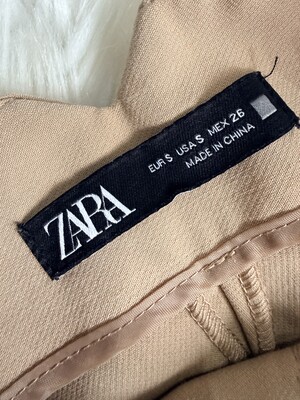 ZARA
EUR S USA S MEX 26
MADE IN CHINA